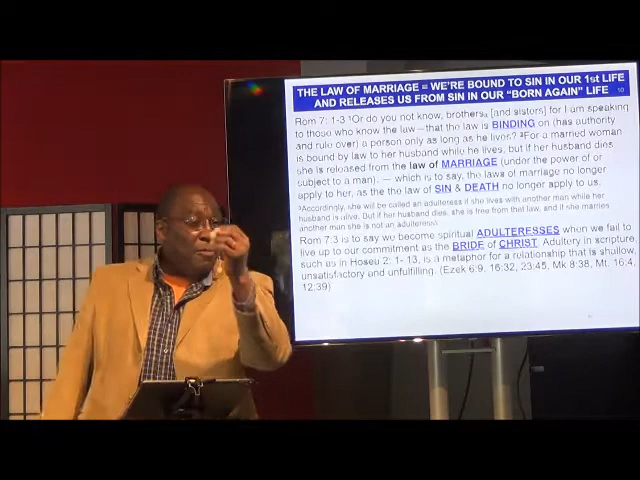 THE LAW OF MARRIAGE = WE'RE BOUND TO SIN IN OUR 1st LIFE
AND RELEASES US FROM SIN IN OUR "BORN AGAIN" LIFE 10
Rom 7: 1-3 ¹Or do you not know, brothers [and sisters] for I am speaking
to those who know the law—that the law is BINDING on (has authority
and rule over) a person only as long as he lives? ²For a married woman
is bound by law to her husband while he lives, but if her husband dies
she is released from the law of MARRIAGE (under the power of or
subject to a man). — which is to say, the laws of marriage no longer
apply to her, as the the law of SIN & DEATH no longer apply to us.
³Accordingly, she will be called an adulteress if she lives with another man while her
husband is alive. But if her husband dies, she is free from that law, and if she marries
another man she is not an adulteress
Rom 7:3 is to say we become spiritual ADULTERESSES when we fail to
live up to our commitment as the BRIDE of CHRIST. Adultery in scripture,
such as in Hosea 2: 1- 13, is a metaphor for a relationship that is shallow,
unsatisfactory and unfulfilling. (Ezek 6:9, 16:32, 23:45, Mk 8:38, Mt. 16:4,
12:39)